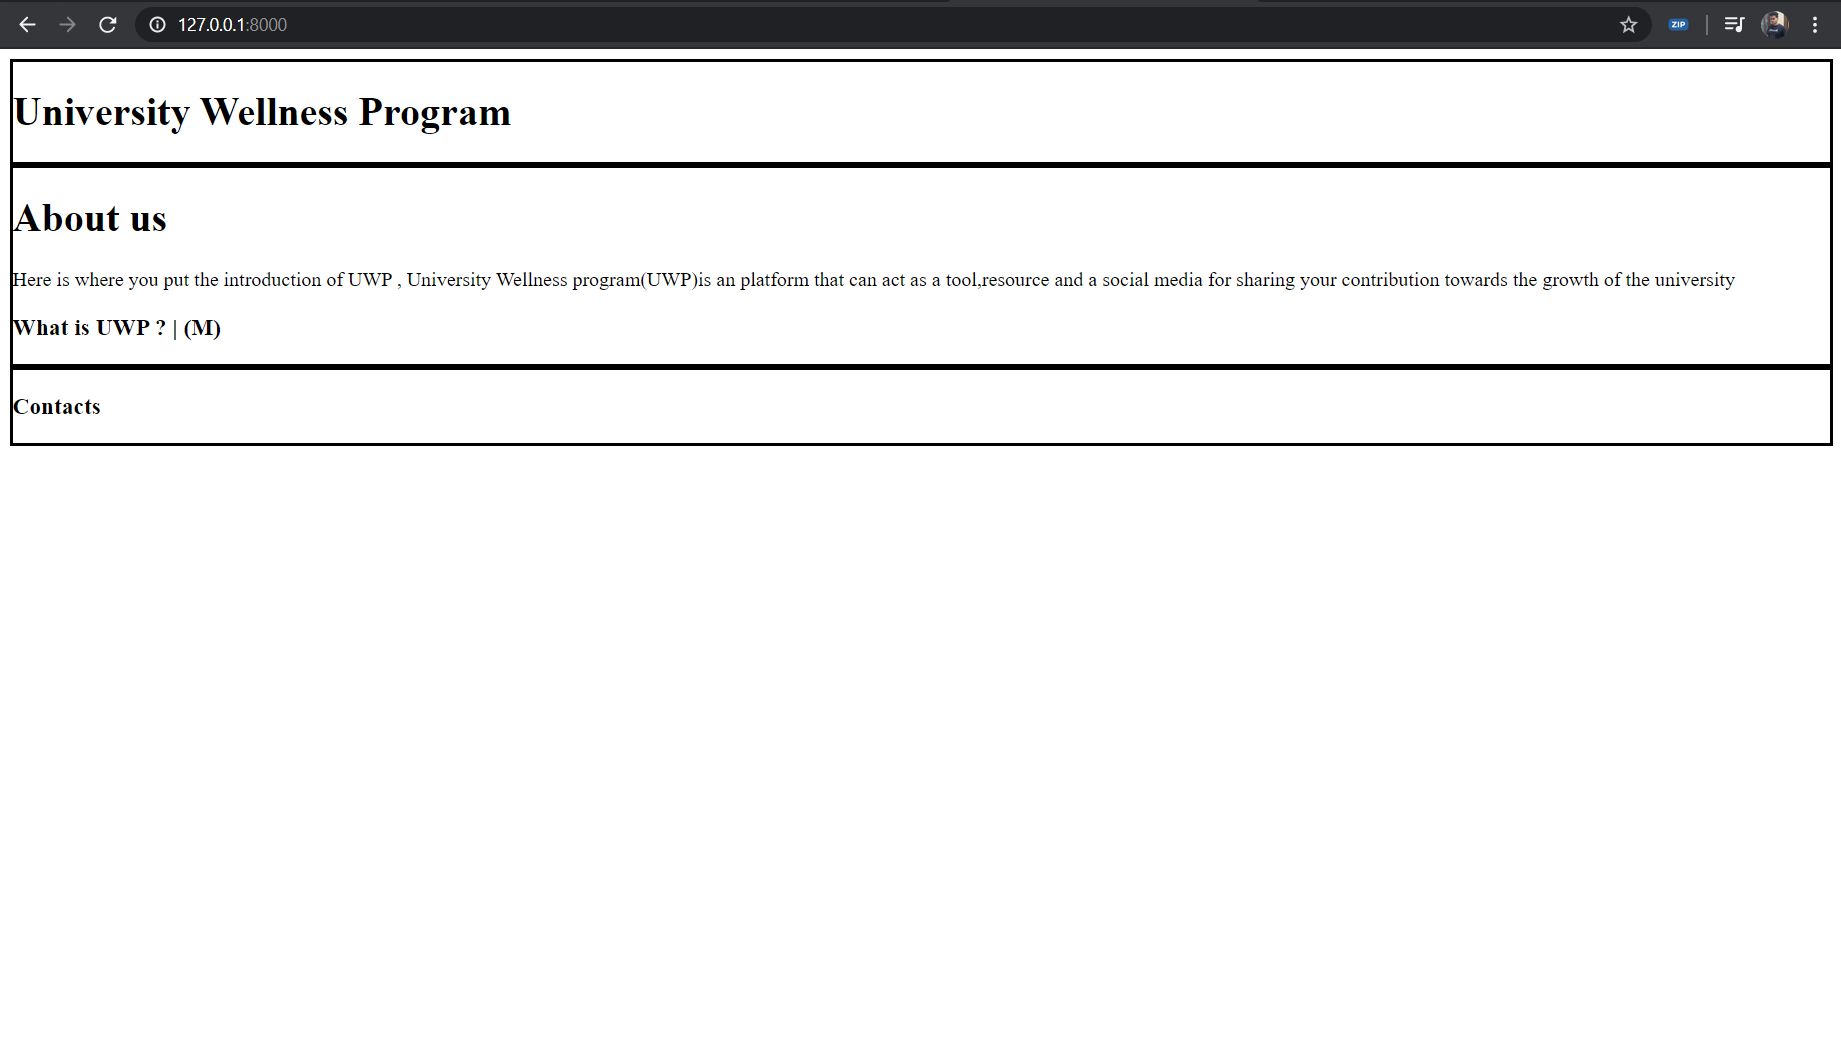 127.0.0.1:8000
ZIP
University Wellness Program
About us
Here is where you put the introduction of UWP , University Wellness program(UWP)is an platform that can act as a tool,resource and a social media for sharing your contribution towards the growth of the university
What is UWP ? | (M)
Contacts